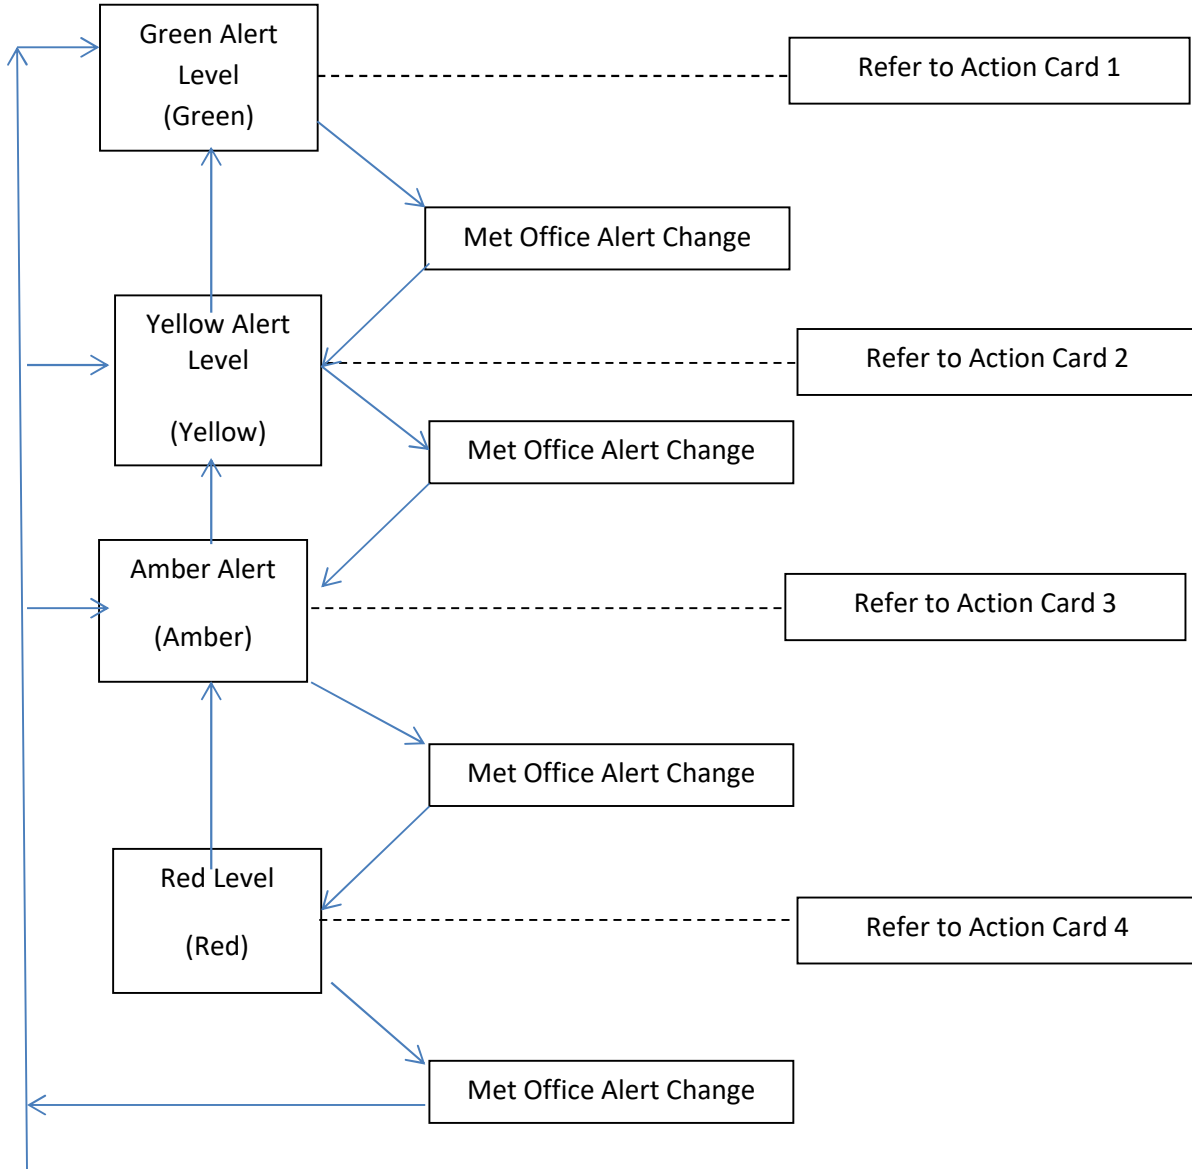 Green Alert
Level
(Green)
Refer to Action Card 1
Met Office Alert Change
Yellow Alert
Level
(Yellow)
Refer to Action Card 2
Met Office Alert Change
Amber Alert
(Amber)
Refer to Action Card 3
Met Office Alert Change
Red Level
(Red)
Refer to Action Card 4
Met Office Alert Change